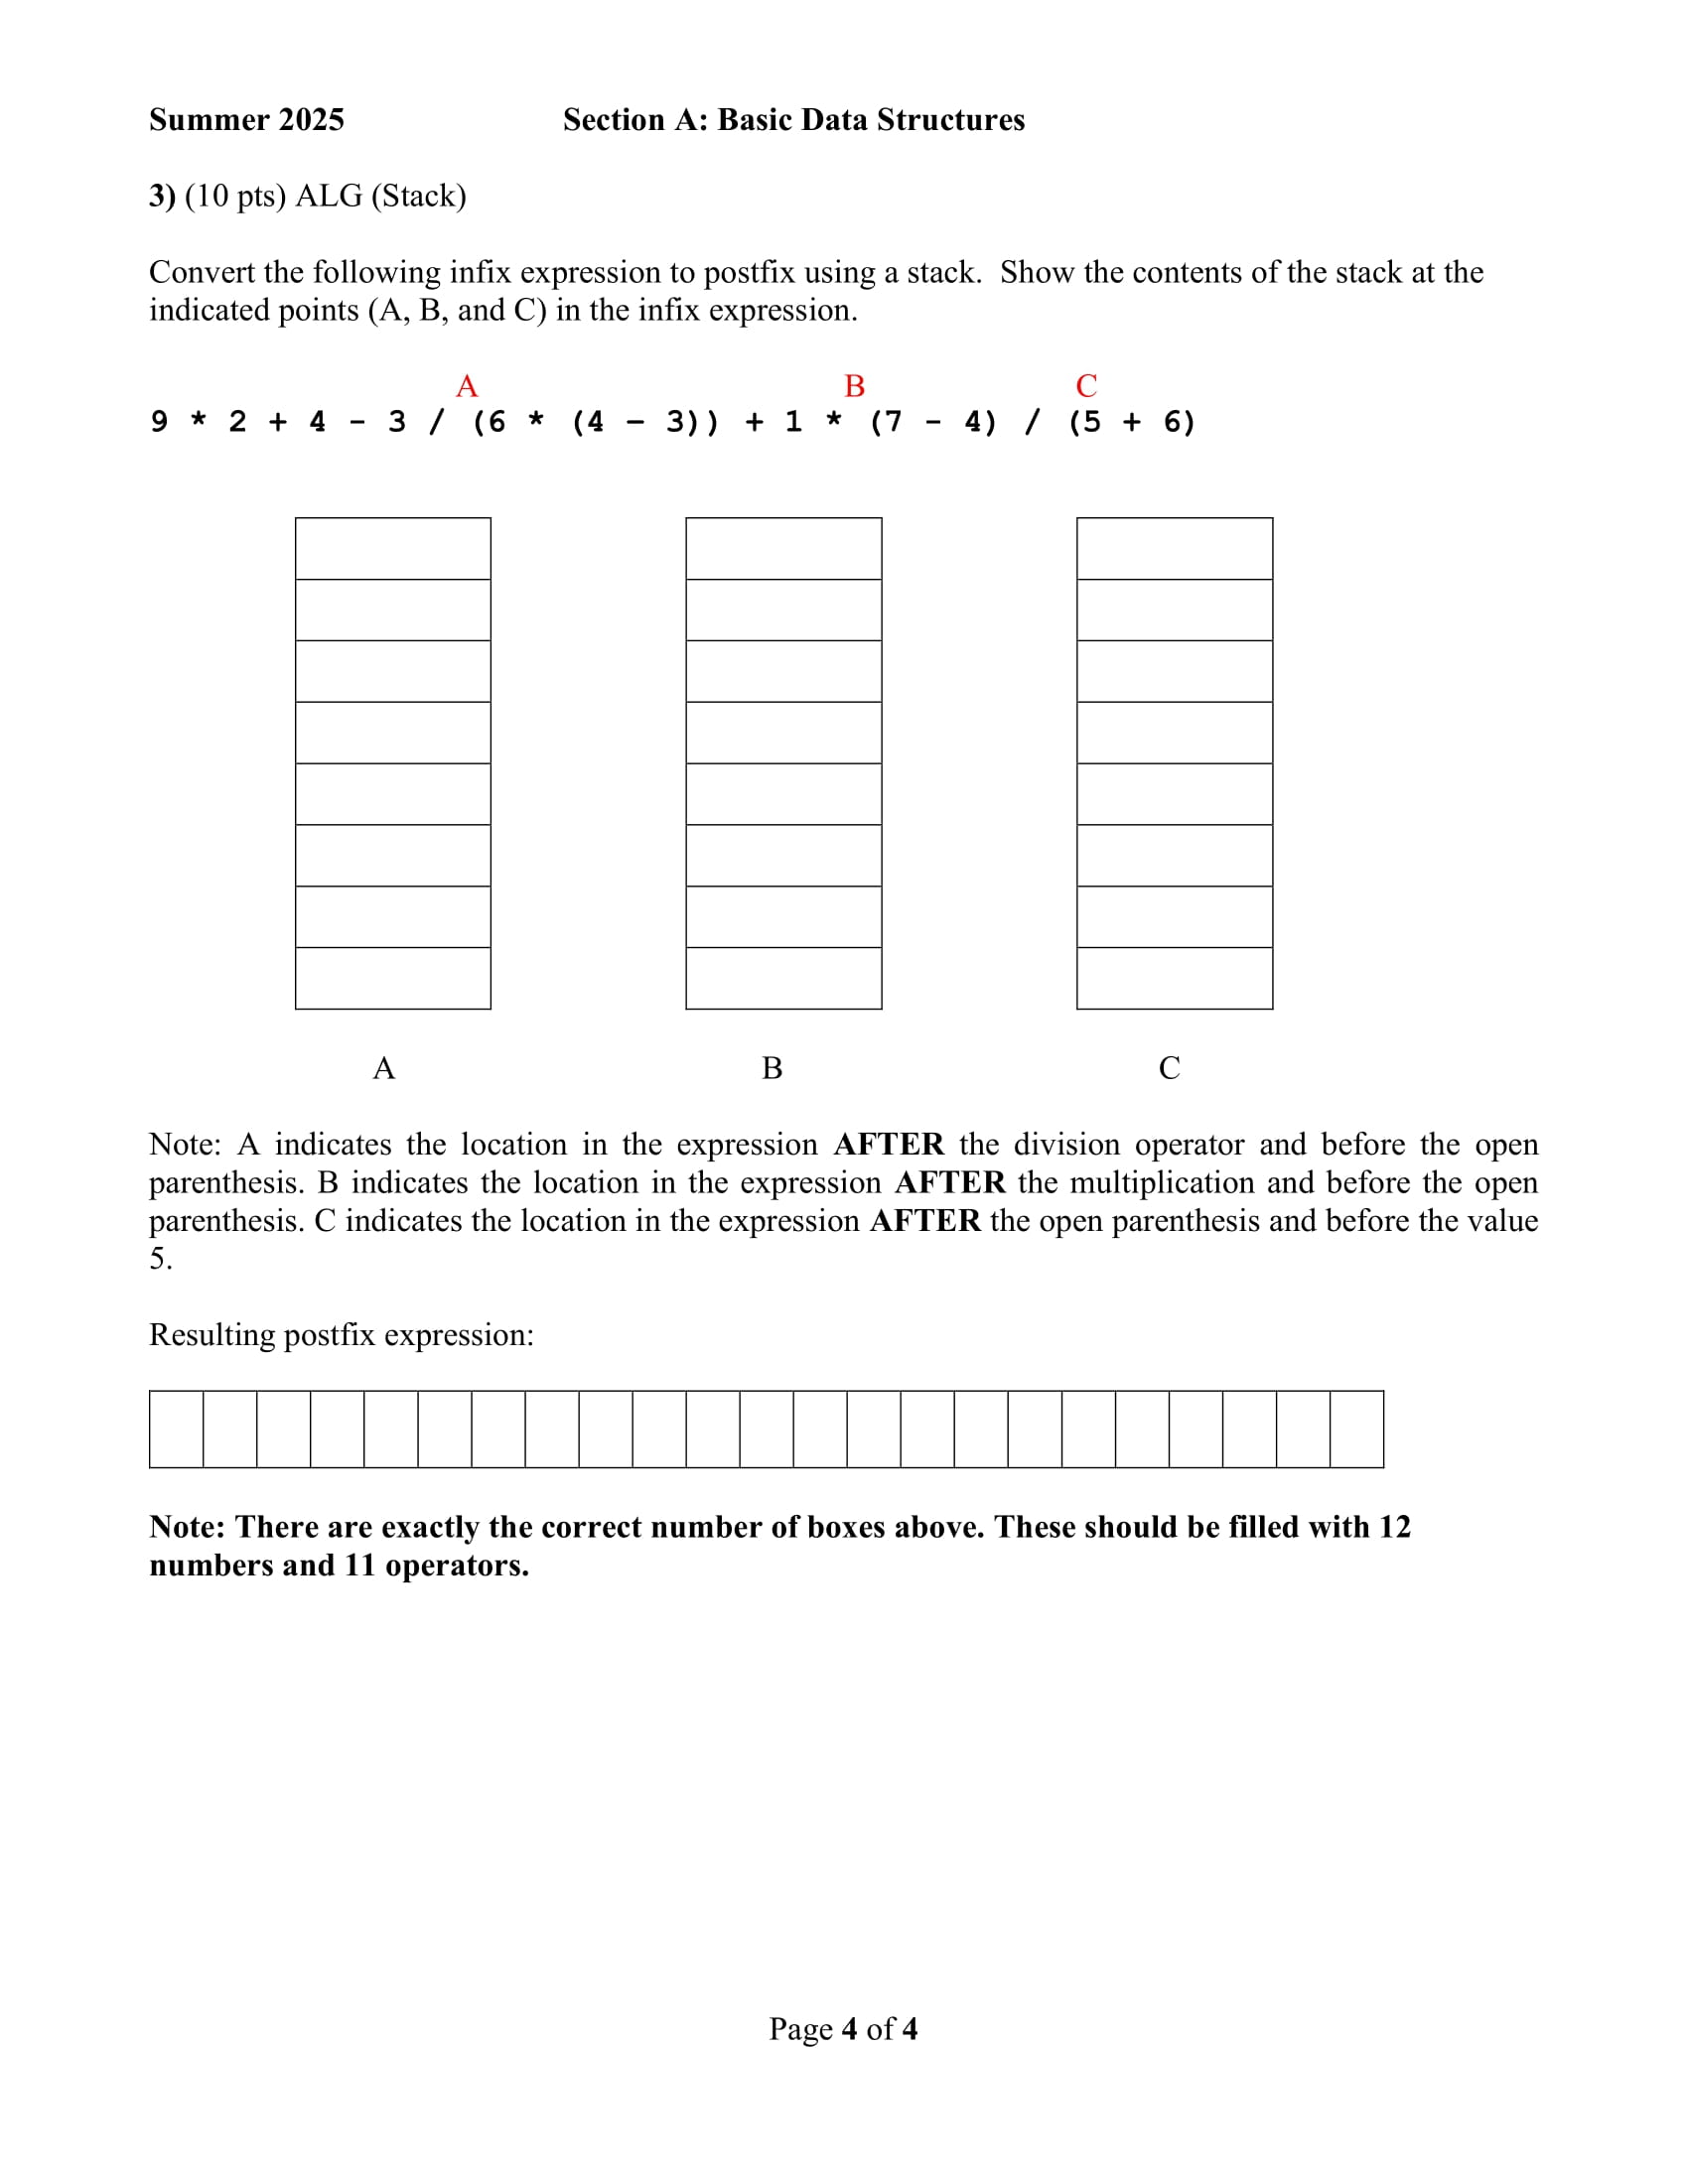 Summer 2025 Section A: Basic Data Structures
3) (10 pts) ALG (Stack)
Convert the following infix expression to postfix using a stack.  Show the contents of the stack at the
indicated points (A, B, and C) in the infix expression.
A B C
9 * 2 + 4 - 3 / (6 * (4 – 3)) + 1 * (7 - 4) / (5 + 6)
A B C
Note: A indicates the location in the expression AFTER the division operator and before the open
parenthesis. B indicates the location in the expression AFTER the multiplication and before the open
parenthesis. C indicates the location in the expression AFTER the open parenthesis and before the value
5.
Resulting postfix expression:
Note: There are exactly the correct number of boxes above. These should be filled with 12
numbers and 11 operators.
Page 4 of 4